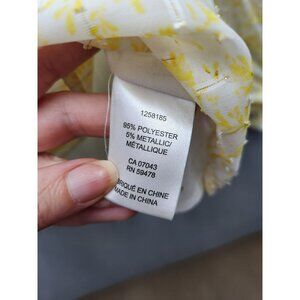 1258185
95% POLYESTER
5% METALLIC/
MÉTALLIQUE
CA 07043
RN 59478
FABRIQUÉ EN CHINE
MADE IN CHINA